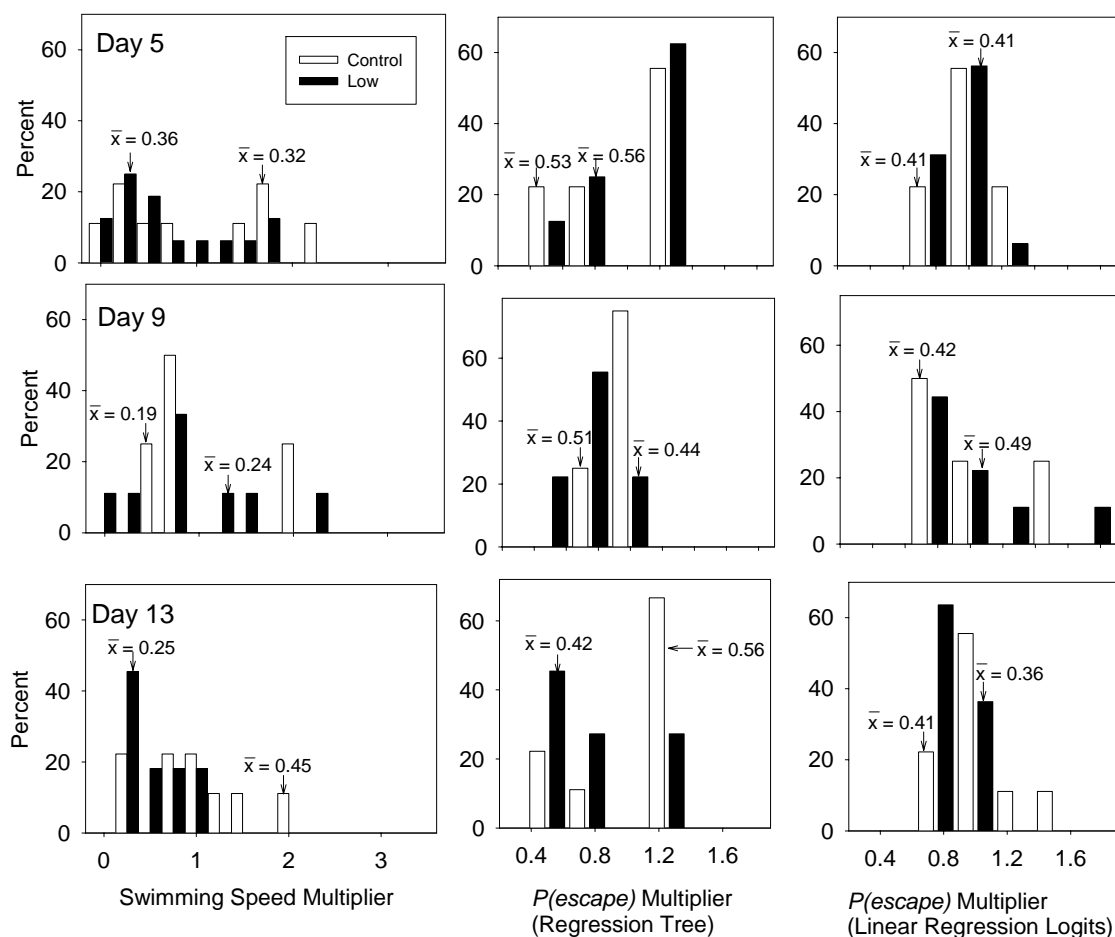 Day 5
Control
Low
Percent
60
40
20
0
x̄ = 0.36
x̄ = 0.32
60
40
20
0
x̄ = 0.53
x̄ = 0.56
60
40
20
0
x̄ = 0.41
x̄ = 0.41
Day 9
Percent
60
40
20
0
x̄ = 0.19
x̄ = 0.24
60
40
20
0
x̄ = 0.51
x̄ = 0.44
60
40
20
0
x̄ = 0.42
x̄ = 0.49
Day 13
Percent
60
40
20
0
x̄ = 0.25
x̄ = 0.45
0 1 2 3
Swimming Speed Multiplier
60
40
20
0
x̄ = 0.42
x̄ = 0.56
0.4 0.8 1.2 1.6
P(escape) Multiplier
(Regression Tree)
60
40
20
0
x̄ = 0.41
x̄ = 0.36
0.4 0.8 1.2 1.6
P(escape) Multiplier
(Linear Regression Logits)